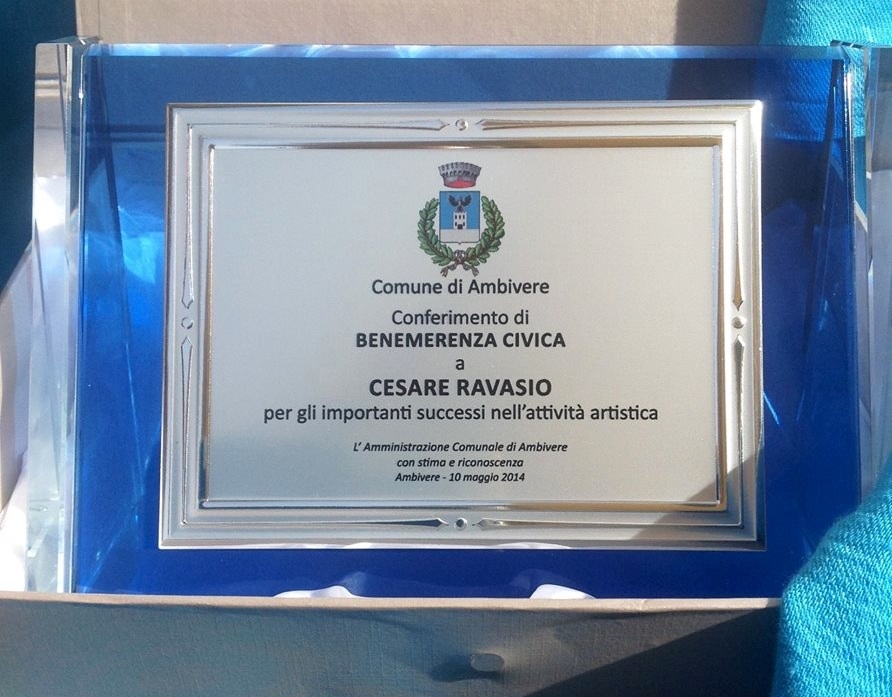 Comune di Ambivere
Conferimento di
BENEMERENZA CIVICA
a
CESARE RAVASIO
per gli importanti successi nell'attività artistica
L' Amministrazione Comunale di Ambivere
con stima e riconoscenza
Ambivere - 10 maggio 2014